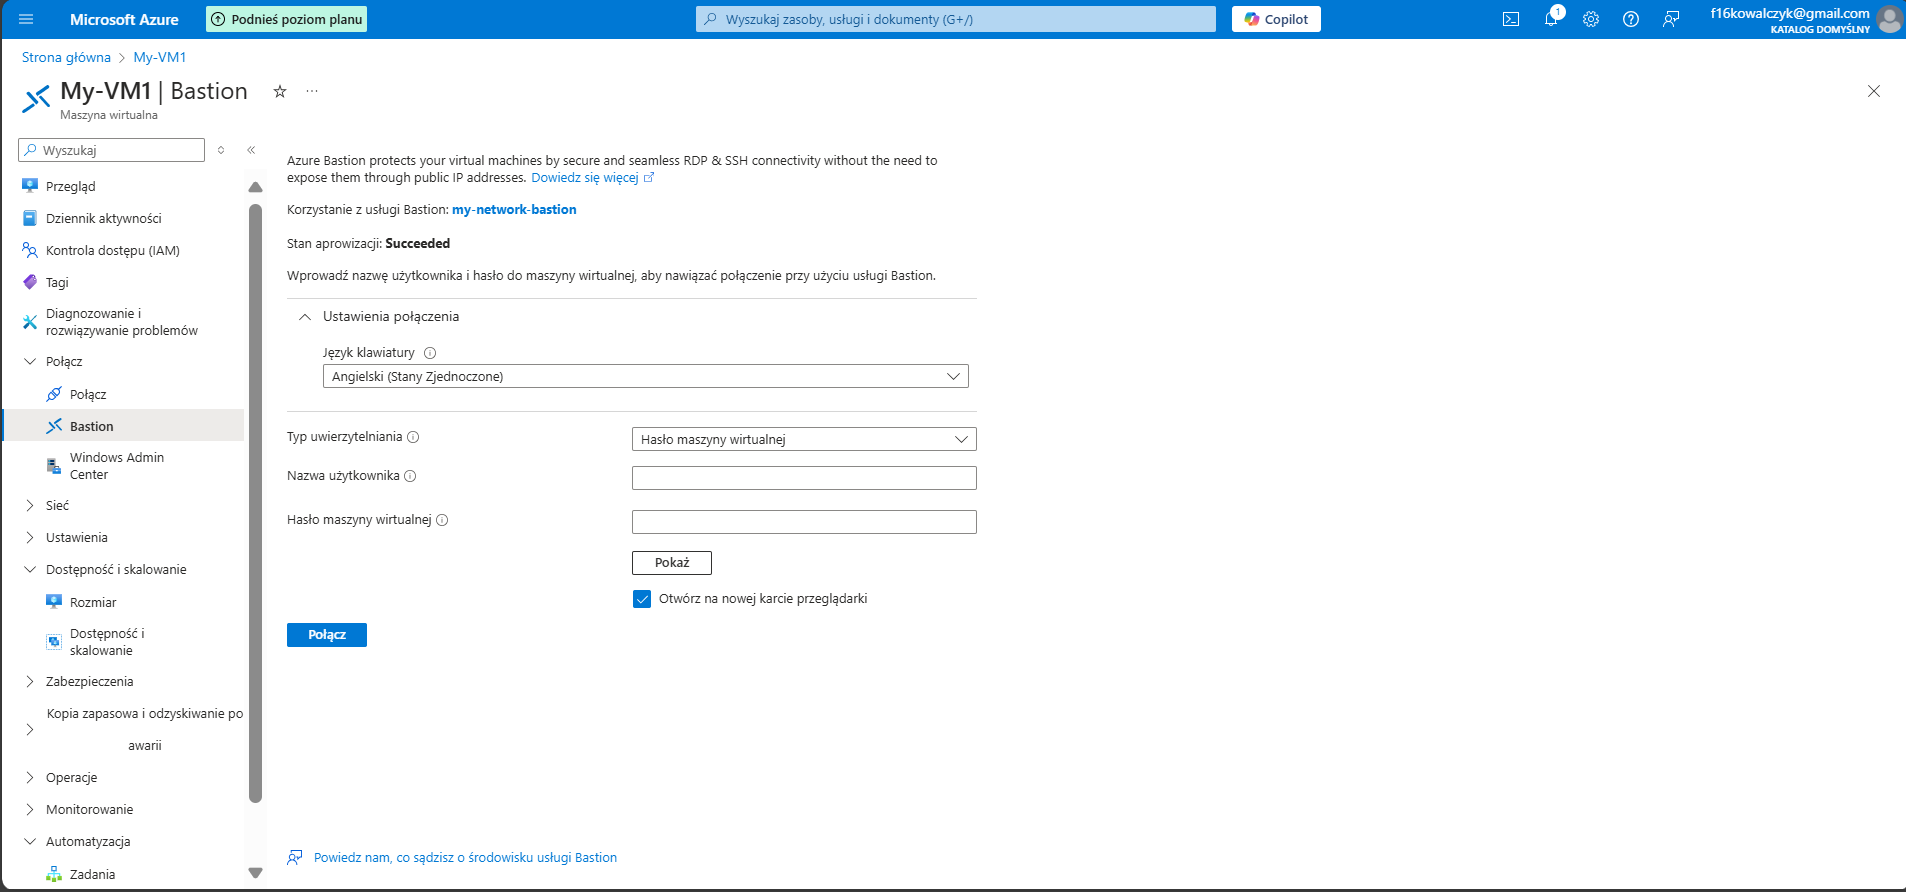 Microsoft Azure
Podnieś poziom planu
Wyszukaj zasoby, usługi i dokumenty (G+/)
Copilot
1
f16kowalczyk@gmail.com
KATALOG DOMYŚLNY
Strona główna > My-VM1
My-VM1 | Bastion
Maszyna wirtualna
Wyszukaj
Przegląd
Dziennik aktywności
Kontrola dostępu (IAM)
Tagi
Diagnozowanie i
rozwiązywanie problemów
Połącz
Połącz
Bastion
Windows Admin
Center
Sieć
Ustawienia
Dostępność i skalowanie
Rozmiar
Dostępność i
skalowanie
Zabezpieczenia
Kopia zapasowa i odzyskiwanie po
awarii
Operacje
Monitorowanie
Automatyzacja
Zadania
Azure Bastion protects your virtual machines by secure and seamless RDP & SSH connectivity without the need to
expose them through public IP addresses. Dowiedz się więcej
Korzystanie z usługi Bastion: my-network-bastion
Stan aprowizacji: Succeeded
Wprowadź nazwę użytkownika i hasło do maszyny wirtualnej, aby nawiązać połączenie przy użyciu usługi Bastion.
Ustawienia połączenia
Język klawiatury
Angielski (Stany Zjednoczone)
Typ uwierzytelniania
Hasło maszyny wirtualnej
Nazwa użytkownika
Hasło maszyny wirtualnej
Pokaż
Otwórz na nowej karcie przeglądarki
Połącz
Powiedz nam, co sądzisz o środowisku usługi Bastion